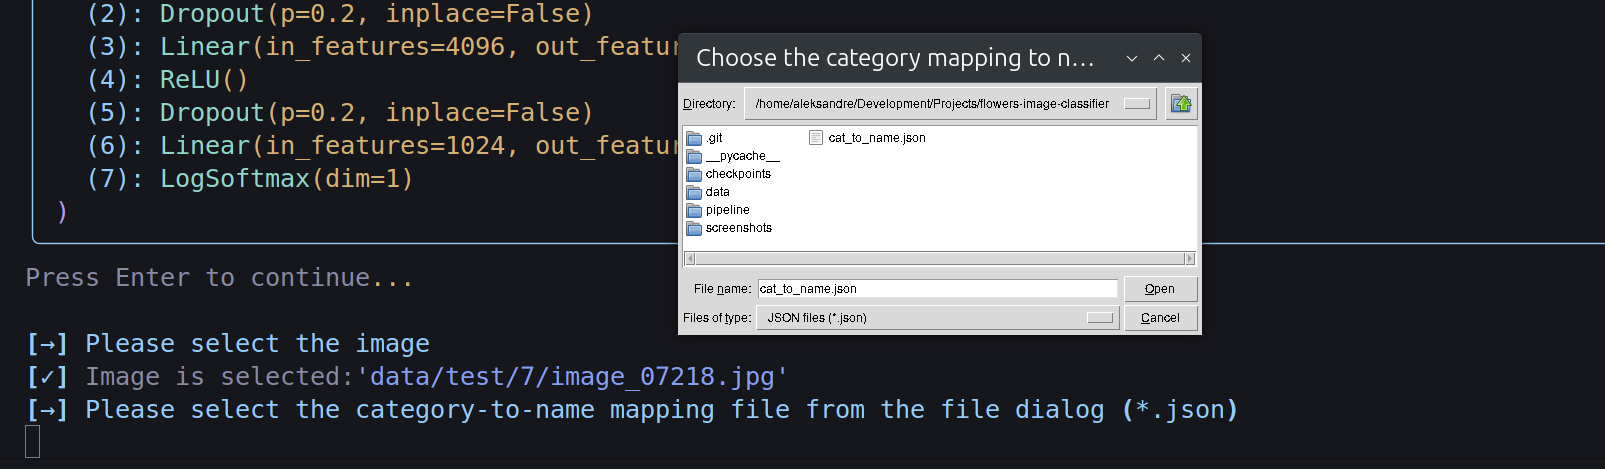 (2): Dropout(p=0.2, inplace=False)
(3): Linear(in_features=4096, out_featur
(4): ReLU()
(5): Dropout(p=0.2, inplace=False)
(6): Linear(in_features=1024, out_featur
(7): LogSoftmax(dim=1)
)
Press Enter to continue...
[→] Please select the image
[✓] Image is selected:'data/test/7/image_07218.jpg'
[→] Please select the category-to-name mapping file from the file dialog (*.json)
Choose the category mapping to n...
Directory: /home/aleksandre/Development/Projects/flowers-image-classifier
.git
__pycache__
checkpoints
data
pipeline
screenshots
cat_to_name.json
File name: cat_to_name.json
Open
Files of type: JSON files (*.json)
Cancel